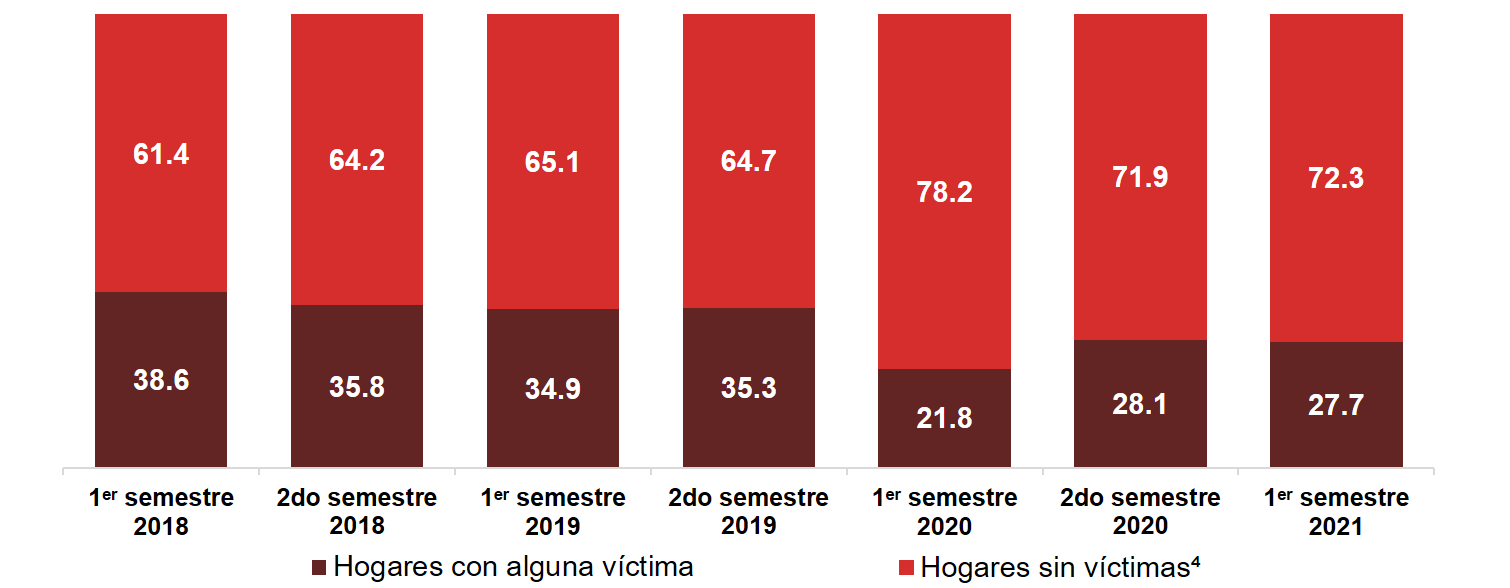 61.4
64.2
65.1
64.7
78.2
71.9
72.3
38.6
35.8
34.9
35.3
21.8
28.1
27.7
1er semestre
2018
2do semestre
2018
1er semestre
2019
2do semestre
2019
1er semestre
2020
2do semestre
2020
1er semestre
2021
Hogares con alguna víctima
Hogares sin víctimas⁴